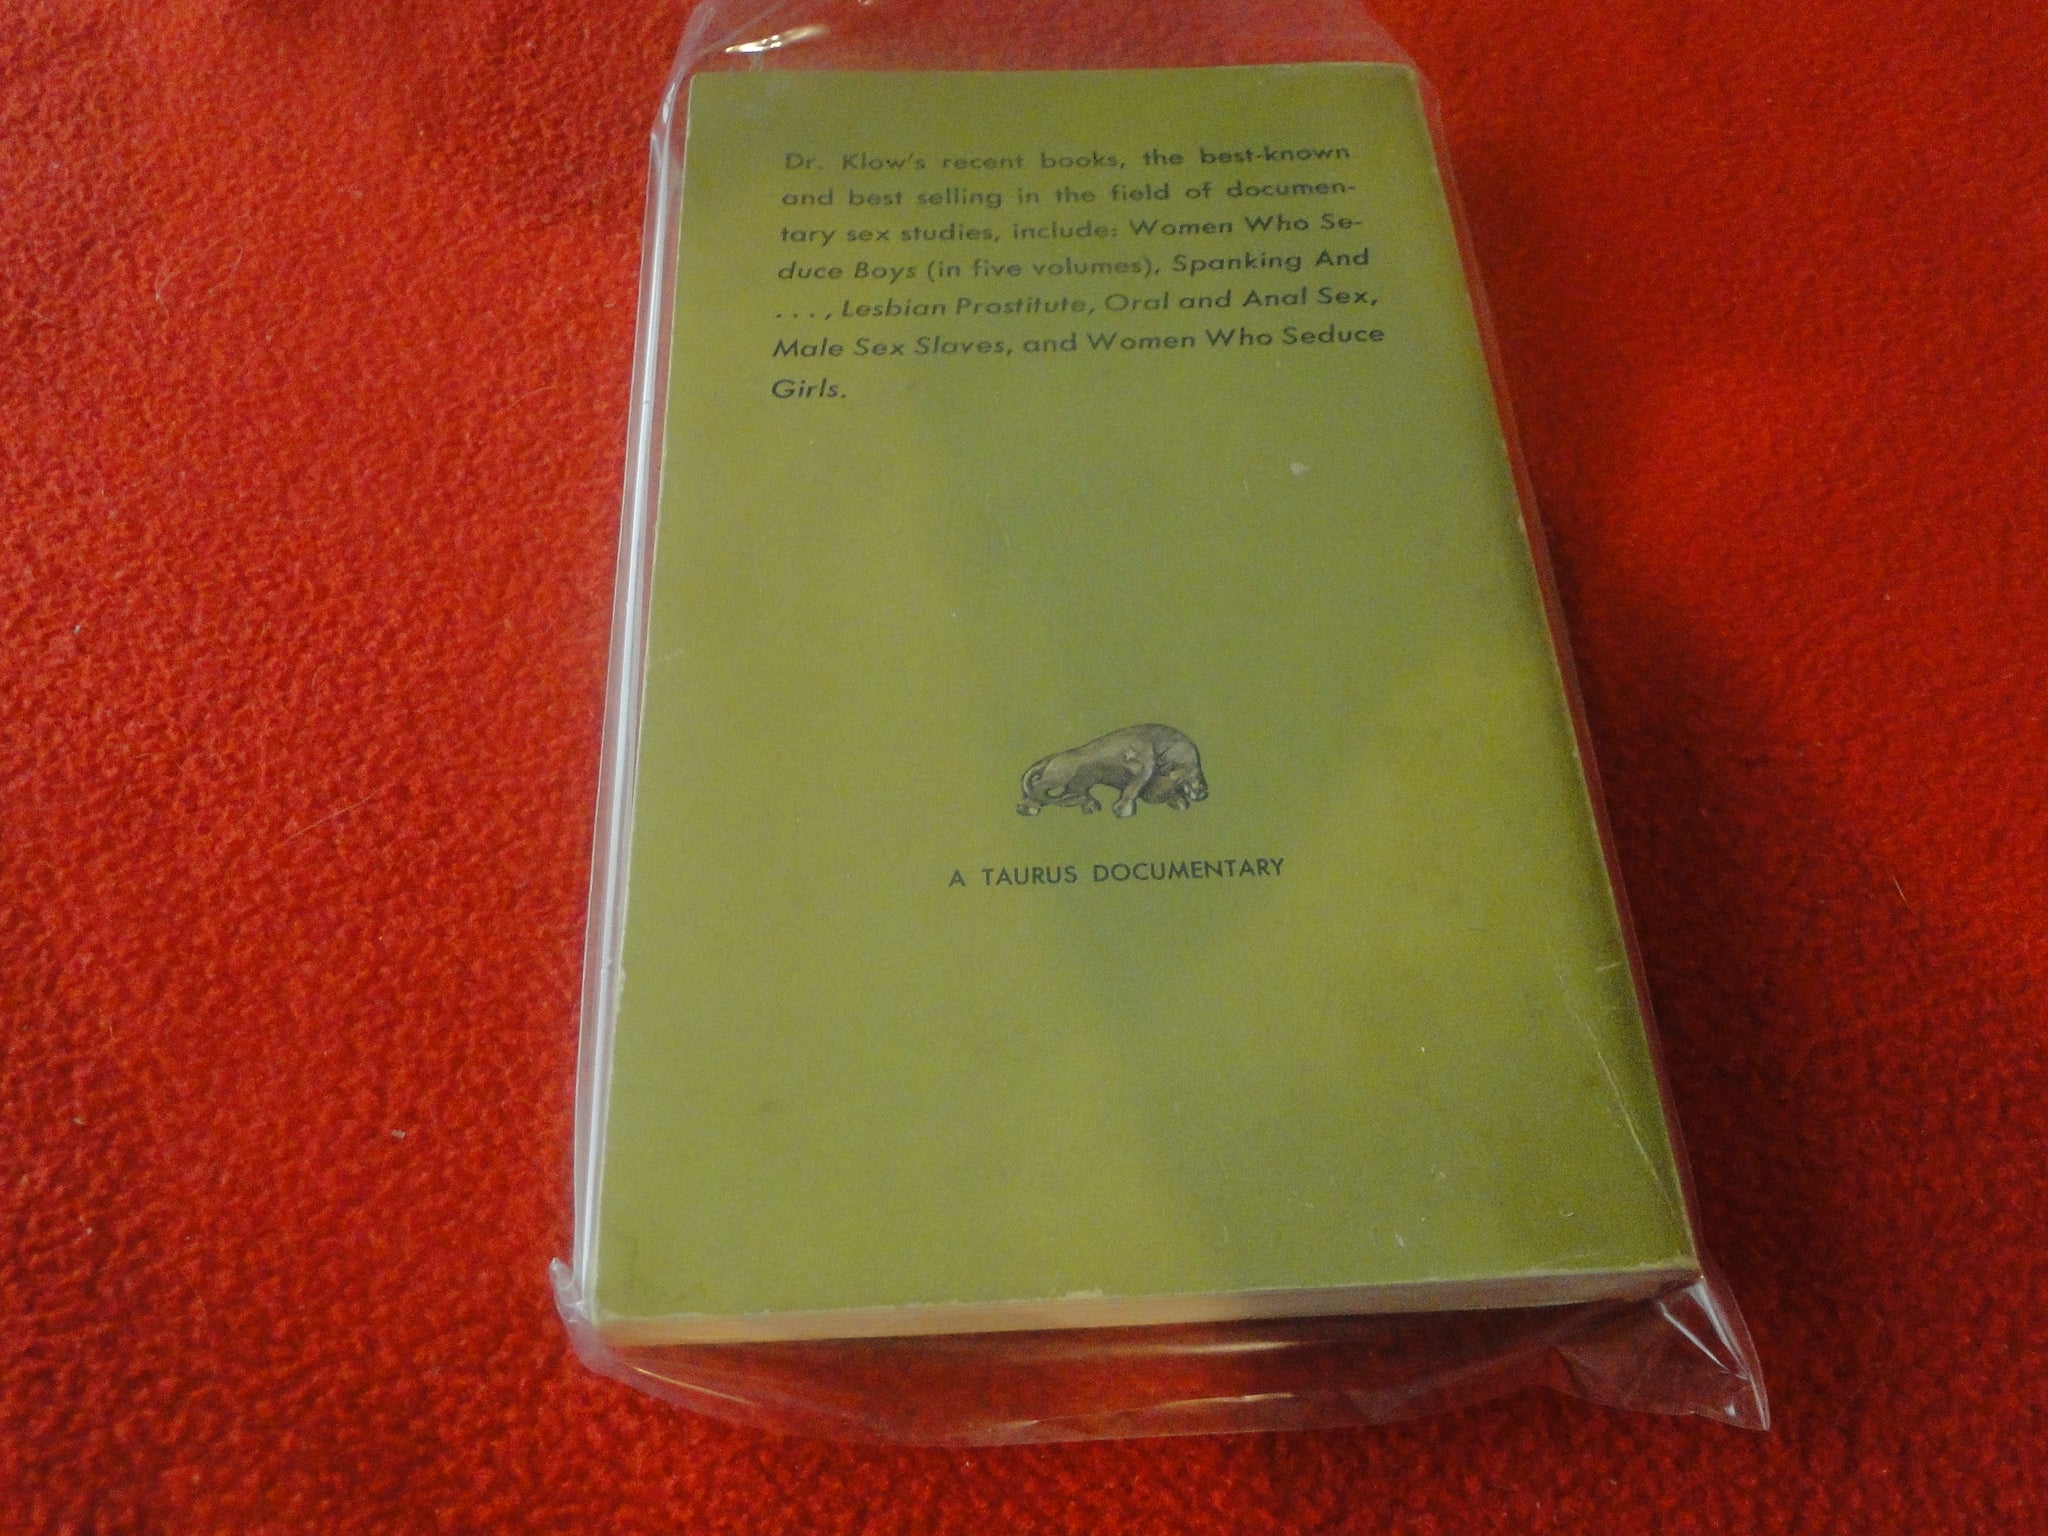 Dr. Klow's recent books, the best-known
and best selling in the field of documen-
tary sex studies, include: Women Who Se-
duce Boys (in five volumes), Spanking And
. . . , Lesbian Prostitute, Oral and Anal Sex,
Male Sex Slaves, and Women Who Seduce
Girls.
A TAURUS DOCUMENTARY